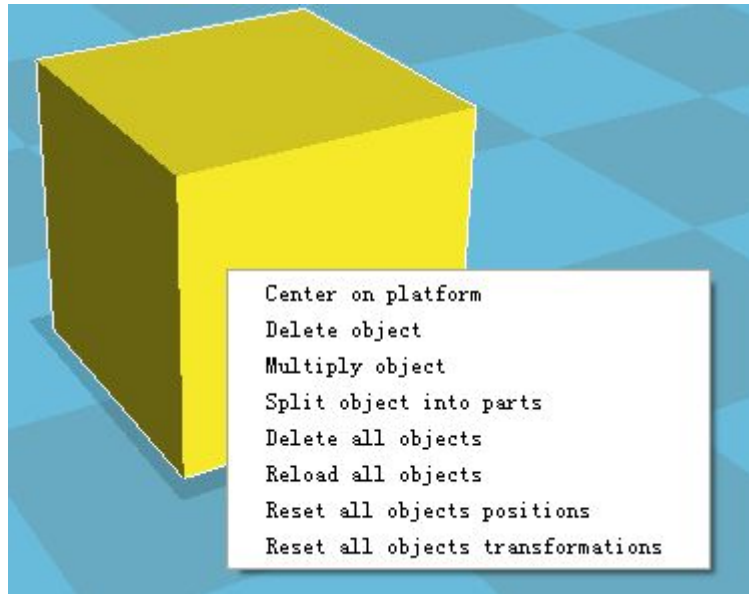 Center on platform
Delete object
Multiply object
Split object into parts
Delete all objects
Reload all objects
Reset all objects positions
Reset all objects transformations